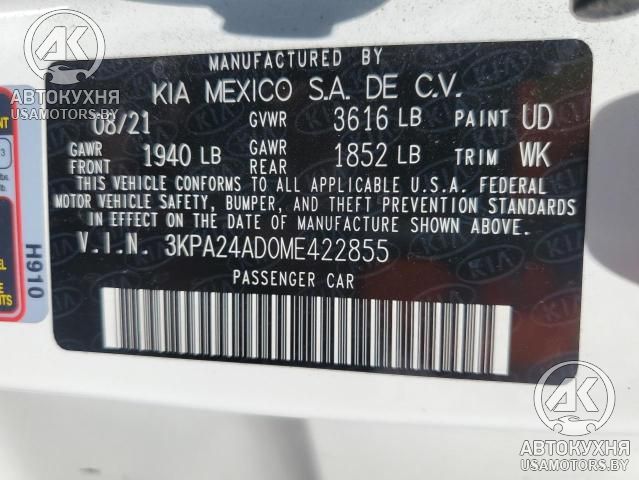 MANUFACTURED BY
KIA MEXICO S.A. DE C.V.
08/21 GVWR 3616 LB PAINT UD
GAWR FRONT 1940 LB GAWR REAR 1852 LB TRIM WK
THIS VEHICLE CONFORMS TO ALL APPLICABLE U.S.A. FEDERAL
MOTOR VEHICLE SAFETY, BUMPER, AND THEFT PREVENTION STANDARDS
IN EFFECT ON THE DATE OF MANUFACTURE SHOWN ABOVE.
V.I.N. 3KPA24AD0ME422855
PASSENGER CAR
H910
AK
АВТОКУХНЯ
USAMOTORS.BY
AK
АВТОКУХНЯ
USAMOTORS.BY